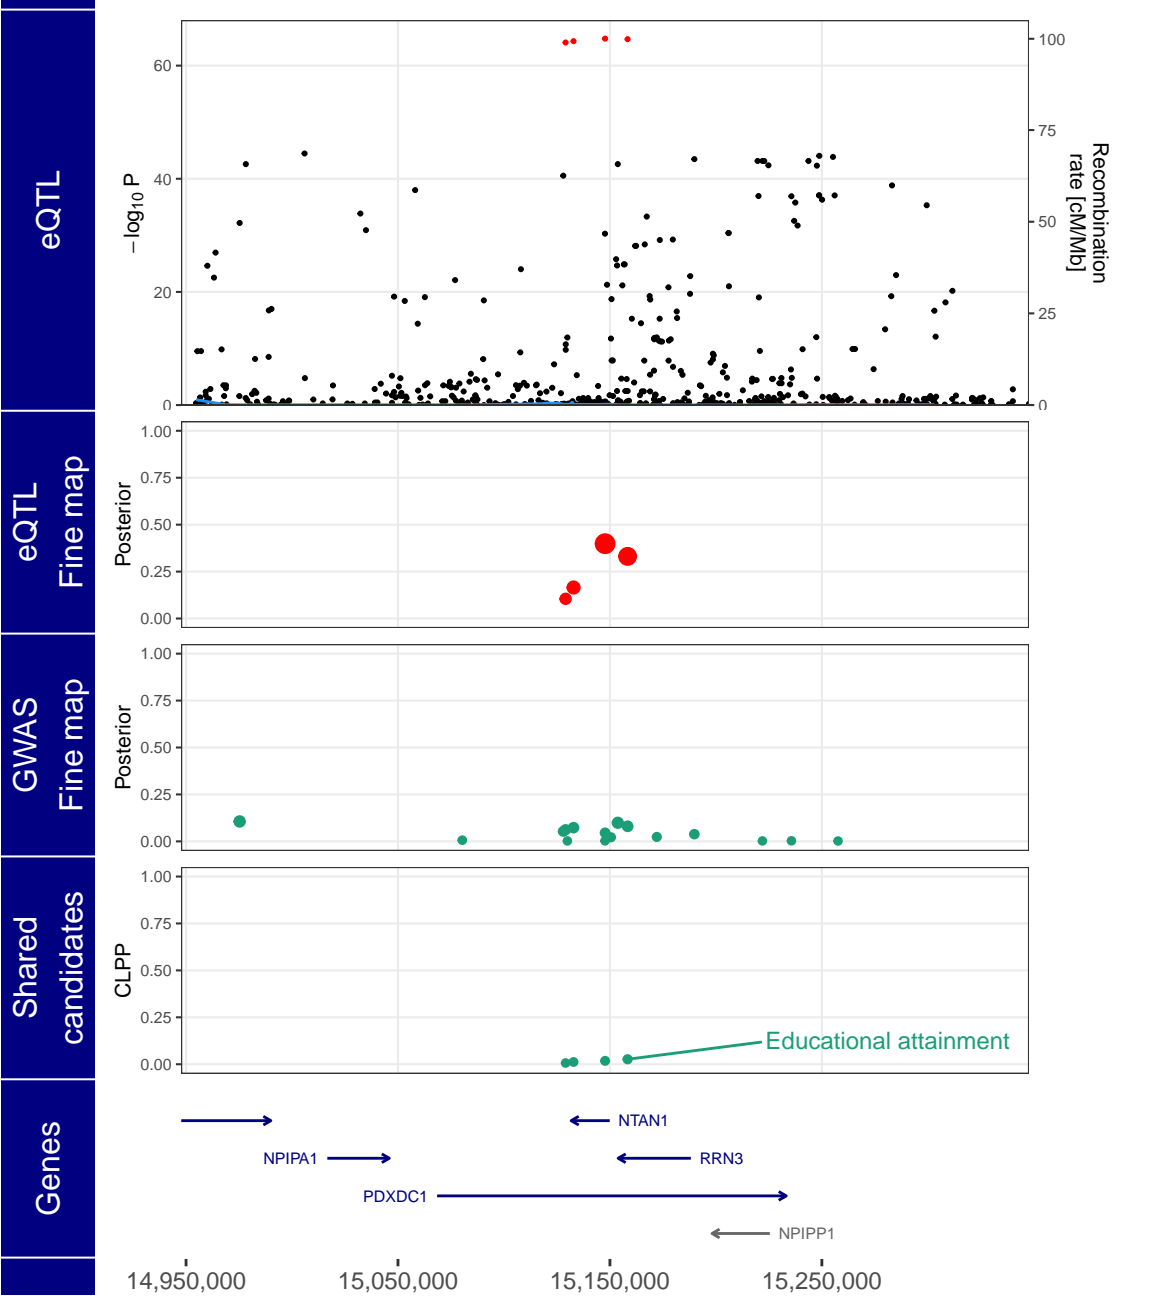 eQTL
−log10 P
60
40
20
0
100
75
50
25
0
Recombination
rate [cM/Mb]
eQTL
Fine map
Posterior
1.00
0.75
0.50
0.25
0.00
GWAS
Fine map
Posterior
1.00
0.75
0.50
0.25
0.00
Shared
candidates
CLPP
1.00
0.75
0.50
0.25
0.00
Educational attainment
Genes
NTAN1
NPIPA1
RRN3
PDXDC1
NPIPP1
14,950,000 15,050,000 15,150,000 15,250,000